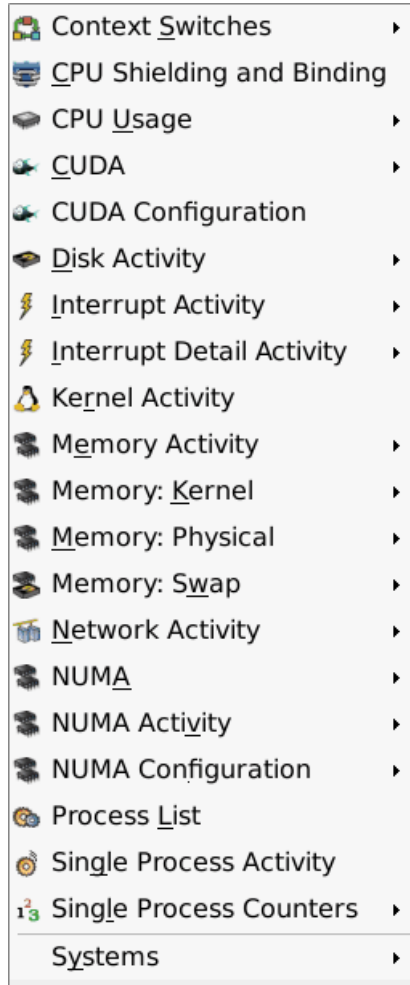 Context Switches
CPU Shielding and Binding
CPU Usage
CUDA
CUDA Configuration
Disk Activity
Interrupt Activity
Interrupt Detail Activity
Kernel Activity
Memory Activity
Memory: Kernel
Memory: Physical
Memory: Swap
Network Activity
NUMA
NUMA Activity
NUMA Configuration
Process List
Single Process Activity
Single Process Counters
Systems